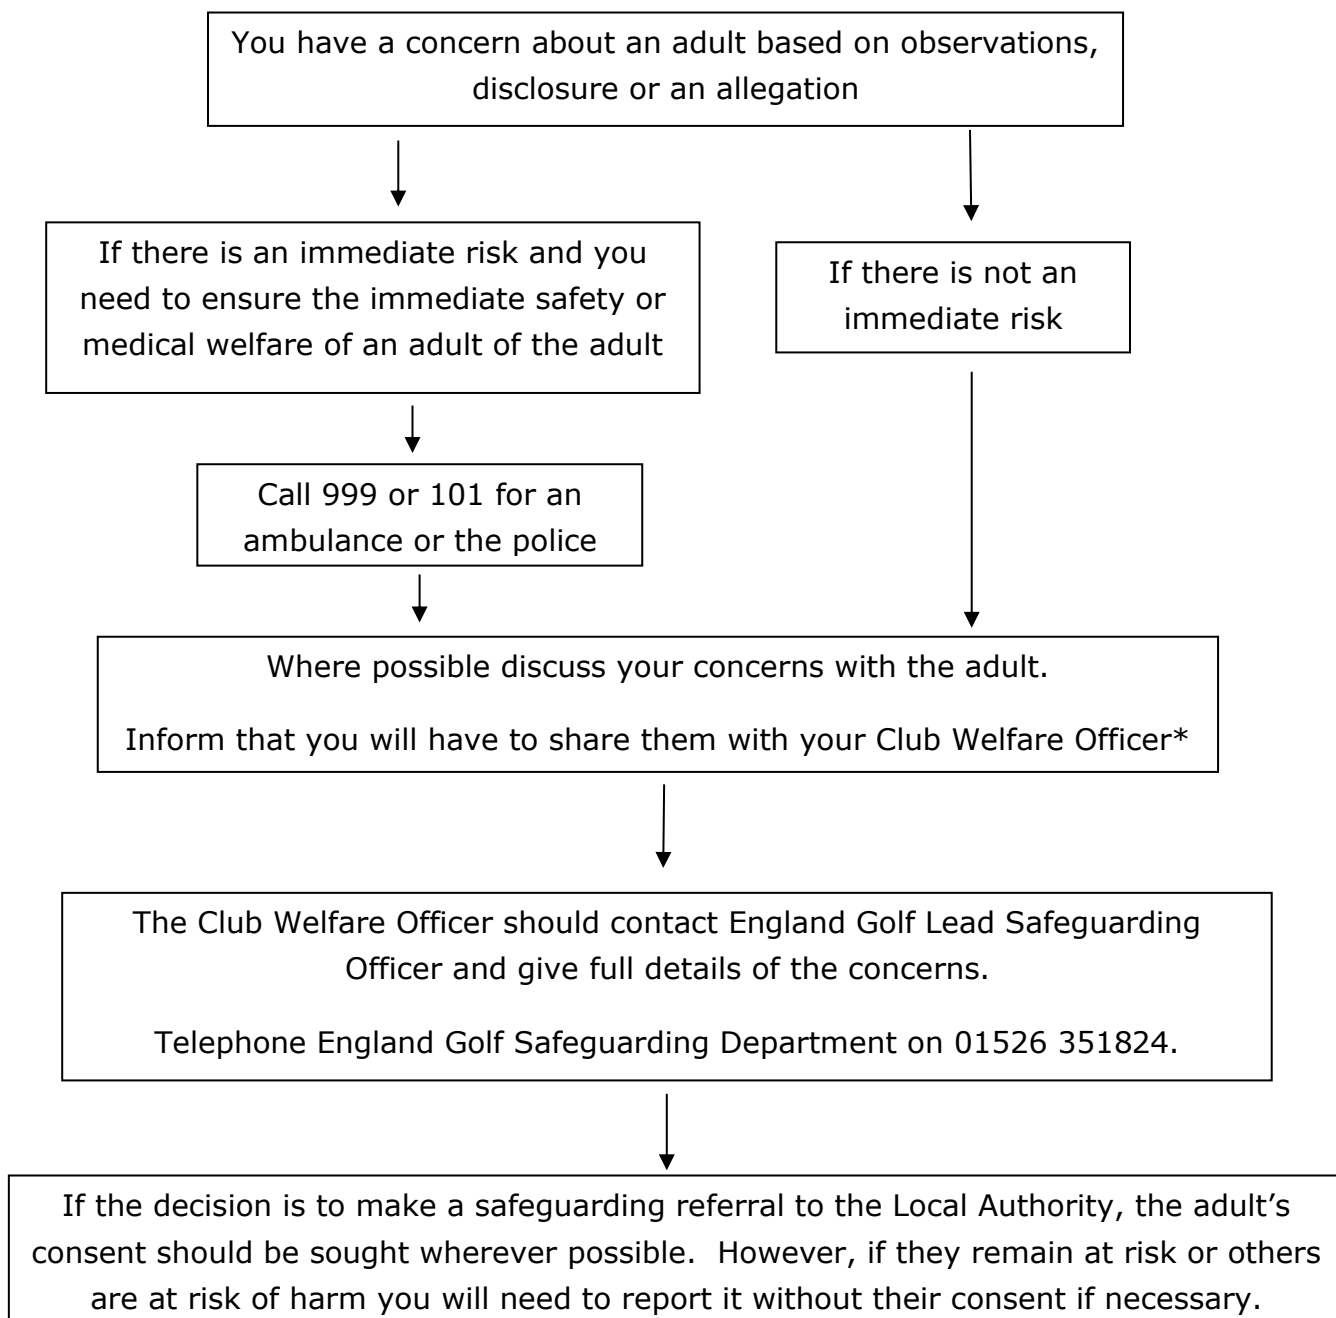 You have a concern about an adult based on observations,
disclosure or an allegation
If there is an immediate risk and you
need to ensure the immediate safety or
medical welfare of an adult of the adult
If there is not an
immediate risk
Call 999 or 101 for an
ambulance or the police
Where possible discuss your concerns with the adult.
Inform that you will have to share them with your Club Welfare Officer*
The Club Welfare Officer should contact England Golf Lead Safeguarding
Officer and give full details of the concerns.
Telephone England Golf Safeguarding Department on 01526 351824.
If the decision is to make a safeguarding referral to the Local Authority, the adult’s
consent should be sought wherever possible.  However, if they remain at risk or others
are at risk of harm you will need to report it without their consent if necessary.